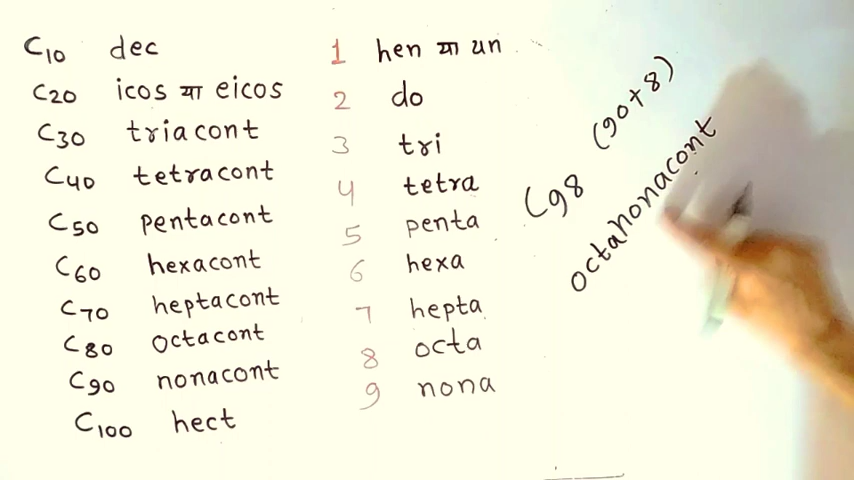 C10 dec
C20 icos या eicos
C30 triacont
C40 tetracont
C50 pentacont
C60 hexacont
C70 heptacont
C80 octacont
C90 nonacont
C100 hect
1 hen या un
2 do
3 tri
4 tetra
5 penta
6 hexa
7 hepta
8 octa
9 nona
C98 (90+8)
octanonacont